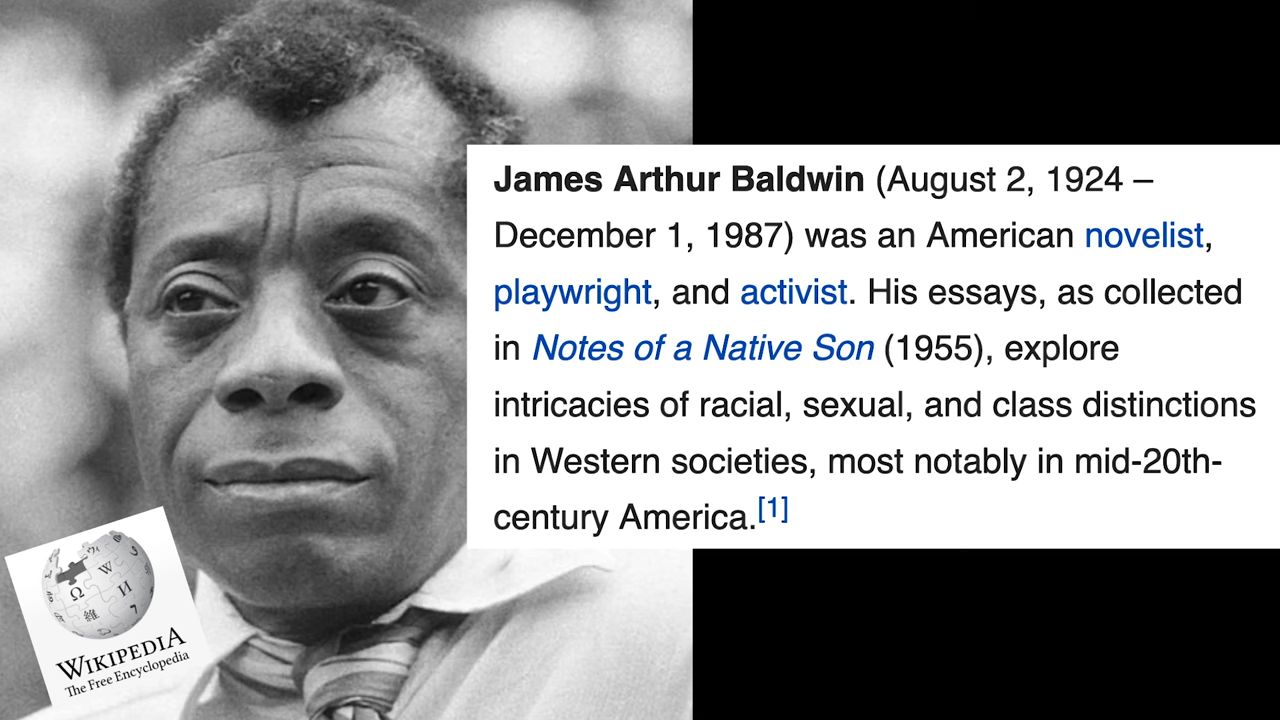 James Arthur Baldwin (August 2, 1924 –
December 1, 1987) was an American novelist,
playwright, and activist. His essays, as collected
in Notes of a Native Son (1955), explore
intricacies of racial, sexual, and class distinctions
in Western societies, most notably in mid-20th-
century America.[1]
Ω W И
維 7
WIKIPEDIA
The Free Encyclopedia